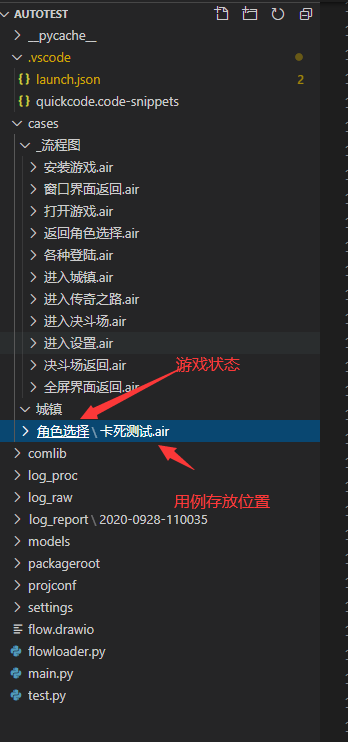 AUTOTEST
__pycache__
.vscode
{} launch.json 2
{} quickcode.code-snippets
cases
_流程图
安装游戏.air
窗口界面返回.air
打开游戏.air
返回角色选择.air
各种登陆.air
进入城镇.air
进入传奇之路.air
进入决斗场.air
进入设置.air
决斗场返回.air
游戏状态
全屏界面返回.air
城镇
角色选择 \ 卡死测试.air
comlib
log_proc
用例存放位置
log_raw
log_report \ 2020-0928-110035
models
packageroot
projconf
settings
flow.drawio
flowloader.py
main.py
test.py